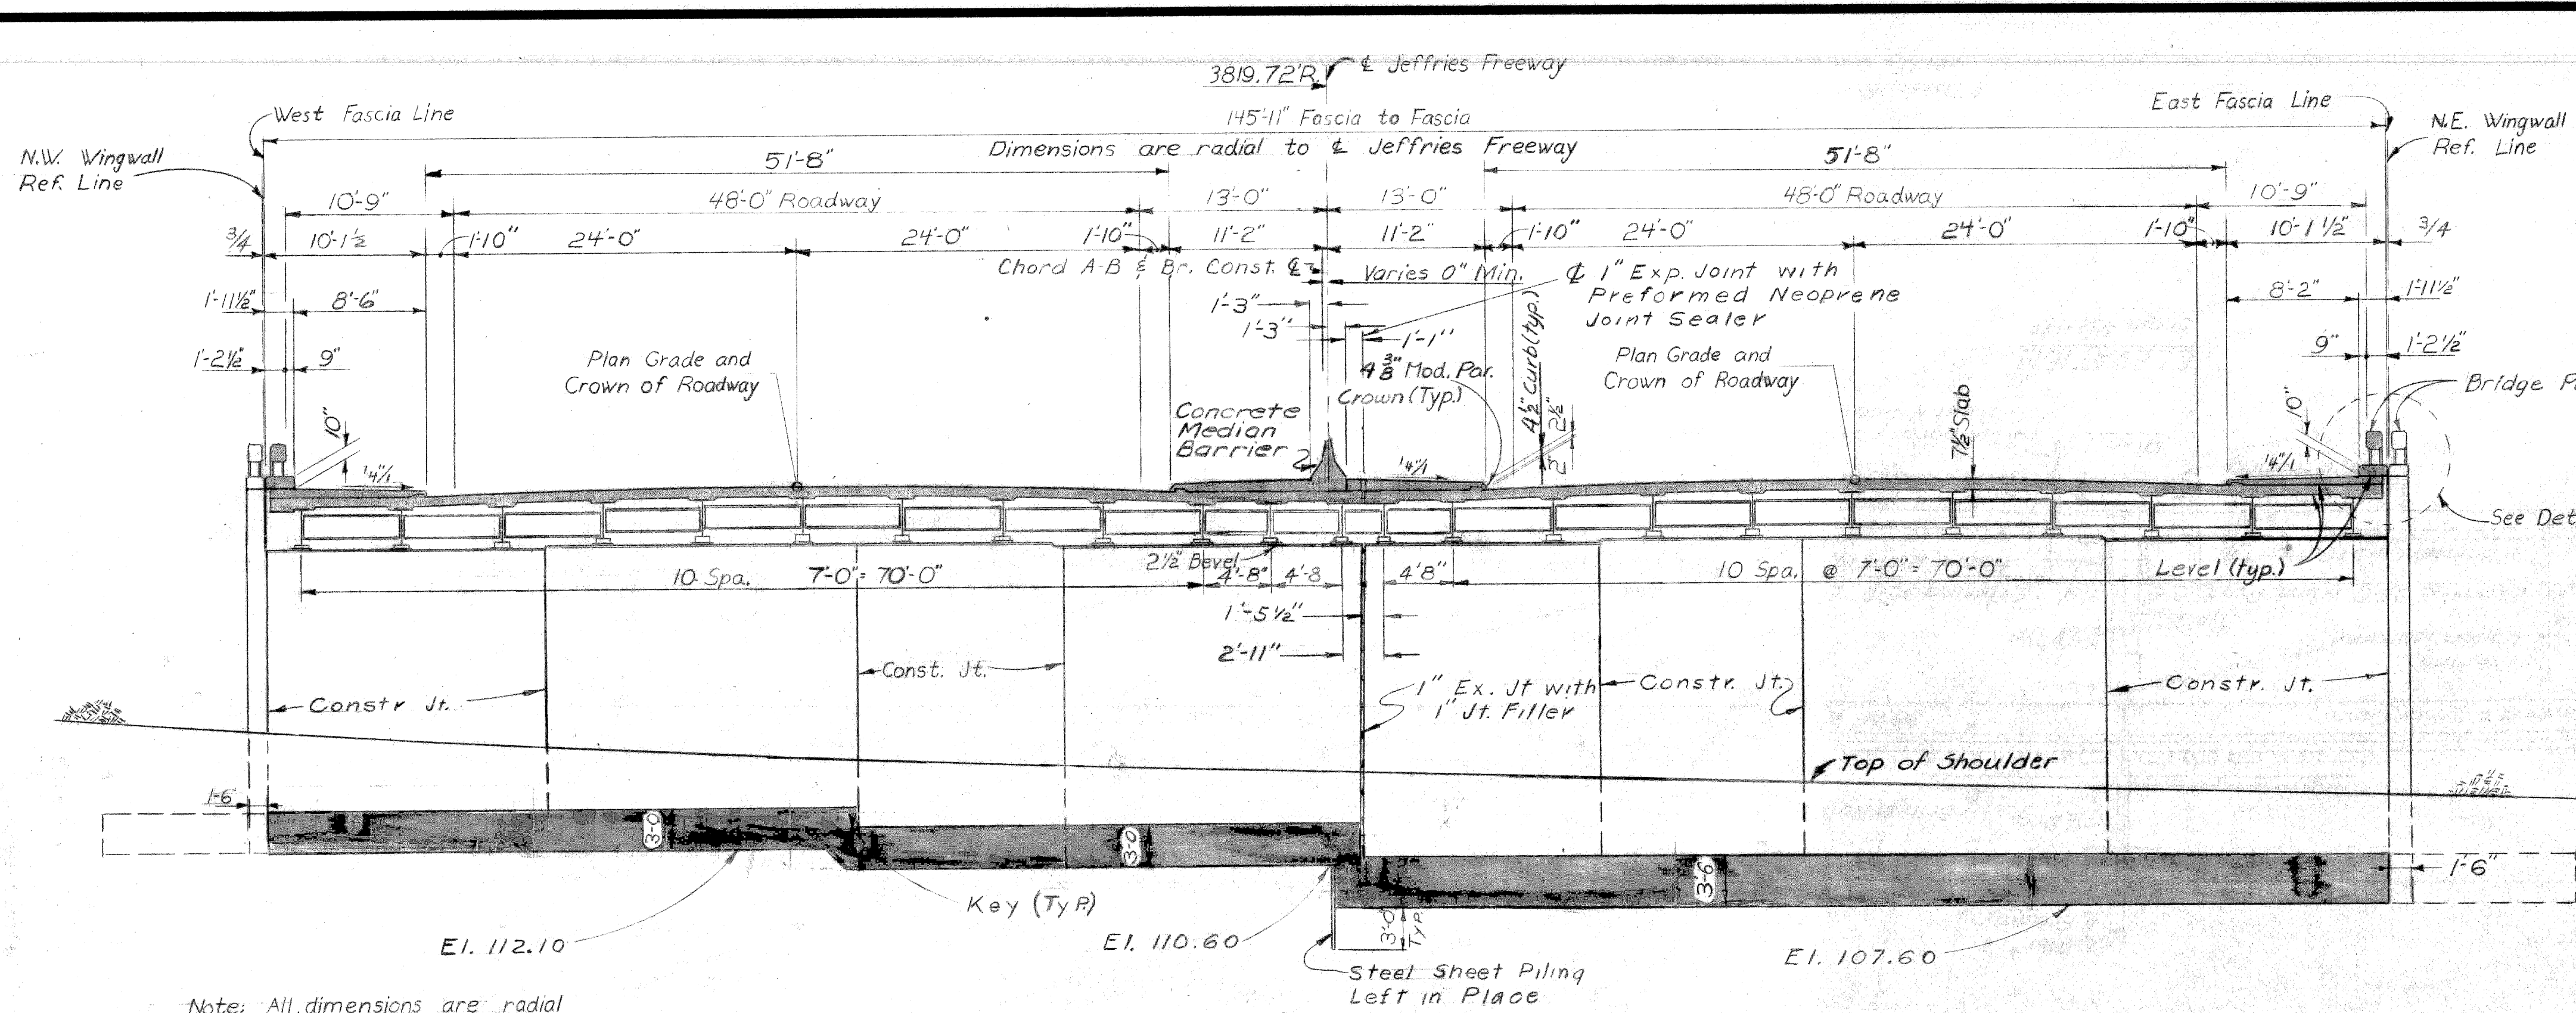 3819.72'R.
℄ Jeffries Freeway
West Fascia Line
145'-11" Fascia to Fascia
East Fascia Line
N.W. Wingwall
Ref. Line
51'-8"
Dimensions are radial to ℄ Jeffries Freeway
51'-8"
N.E. Wingwall
Ref. Line
10'-9"
48'-0" Roadway
13'-0"
13'-0"
48'-0" Roadway
10'-9"
3/4
10'-1 1/2
1'-10"
24'-0"
24'-0"
1'-10"
11'-2"
11'-2"
1'-10"
24'-0"
24'-0"
1'-10"
10'-1 1/2"
3/4
Chord A-B & Br. Const. ℄
Varies 0" Min.
℄ 1" Exp. Joint with
Preformed Neoprene
Joint Sealer
1'-11 1/2"
8'-6"
1'-3"
8'-2"
1'-11 1/2"
1'-3"
1'-1"
1'-2 1/2"
9"
Plan Grade and
Crown of Roadway
4 3/8" Mod. Par.
Crown (Typ.)
4 1/2" Curb (typ.)
2 1/2"
2"
Plan Grade and
Crown of Roadway
9"
1'-2 1/2"
Bridge
10"
Concrete
Median
Barrier
7 1/2" Slab
10"
1/4"/1
1/4"/1
1/4"/1
See
2 1/2" Bevel
10 Spa. 7'-0" = 70'-0"
4'-8"
4'-8
4'8"
10 Spa. @ 7'-0" = 70'-0"
Level (typ.)
1'-5 1/2"
2'-11"
Constr Jt.
Const. Jt.
1" Ex. Jt with
1" Jt. Filler
Constr. Jt.
Constr. Jt.
Top of Shoulder
1-6"
3-0
3-0
3'-6
1'-6"
Key (Typ.)
3'-0"
Typ.
El. 112.10
El. 110.60
El. 107.60
Steel Sheet Piling
Left in Place
Note: All dimensions are radial